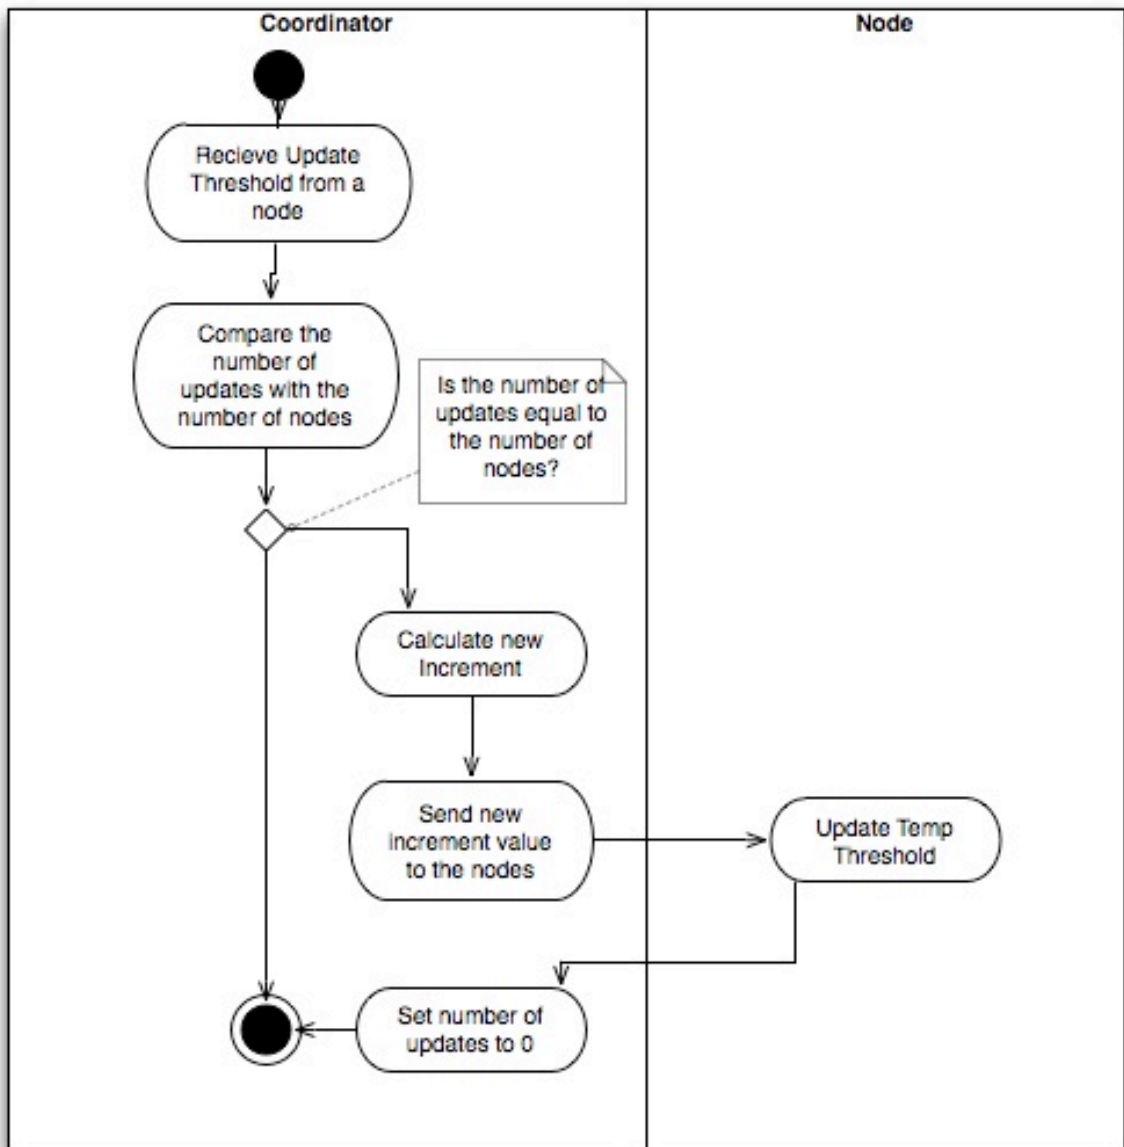 Coordinator
Node
Recieve Update
Threshold from a
node
Compare the
number of
updates with the
number of nodes
Is the number of
updates equal to
the number of
nodes?
Calculate new
Increment
Send new
increment value
to the nodes
Update Temp
Threshold
Set number of
updates to 0